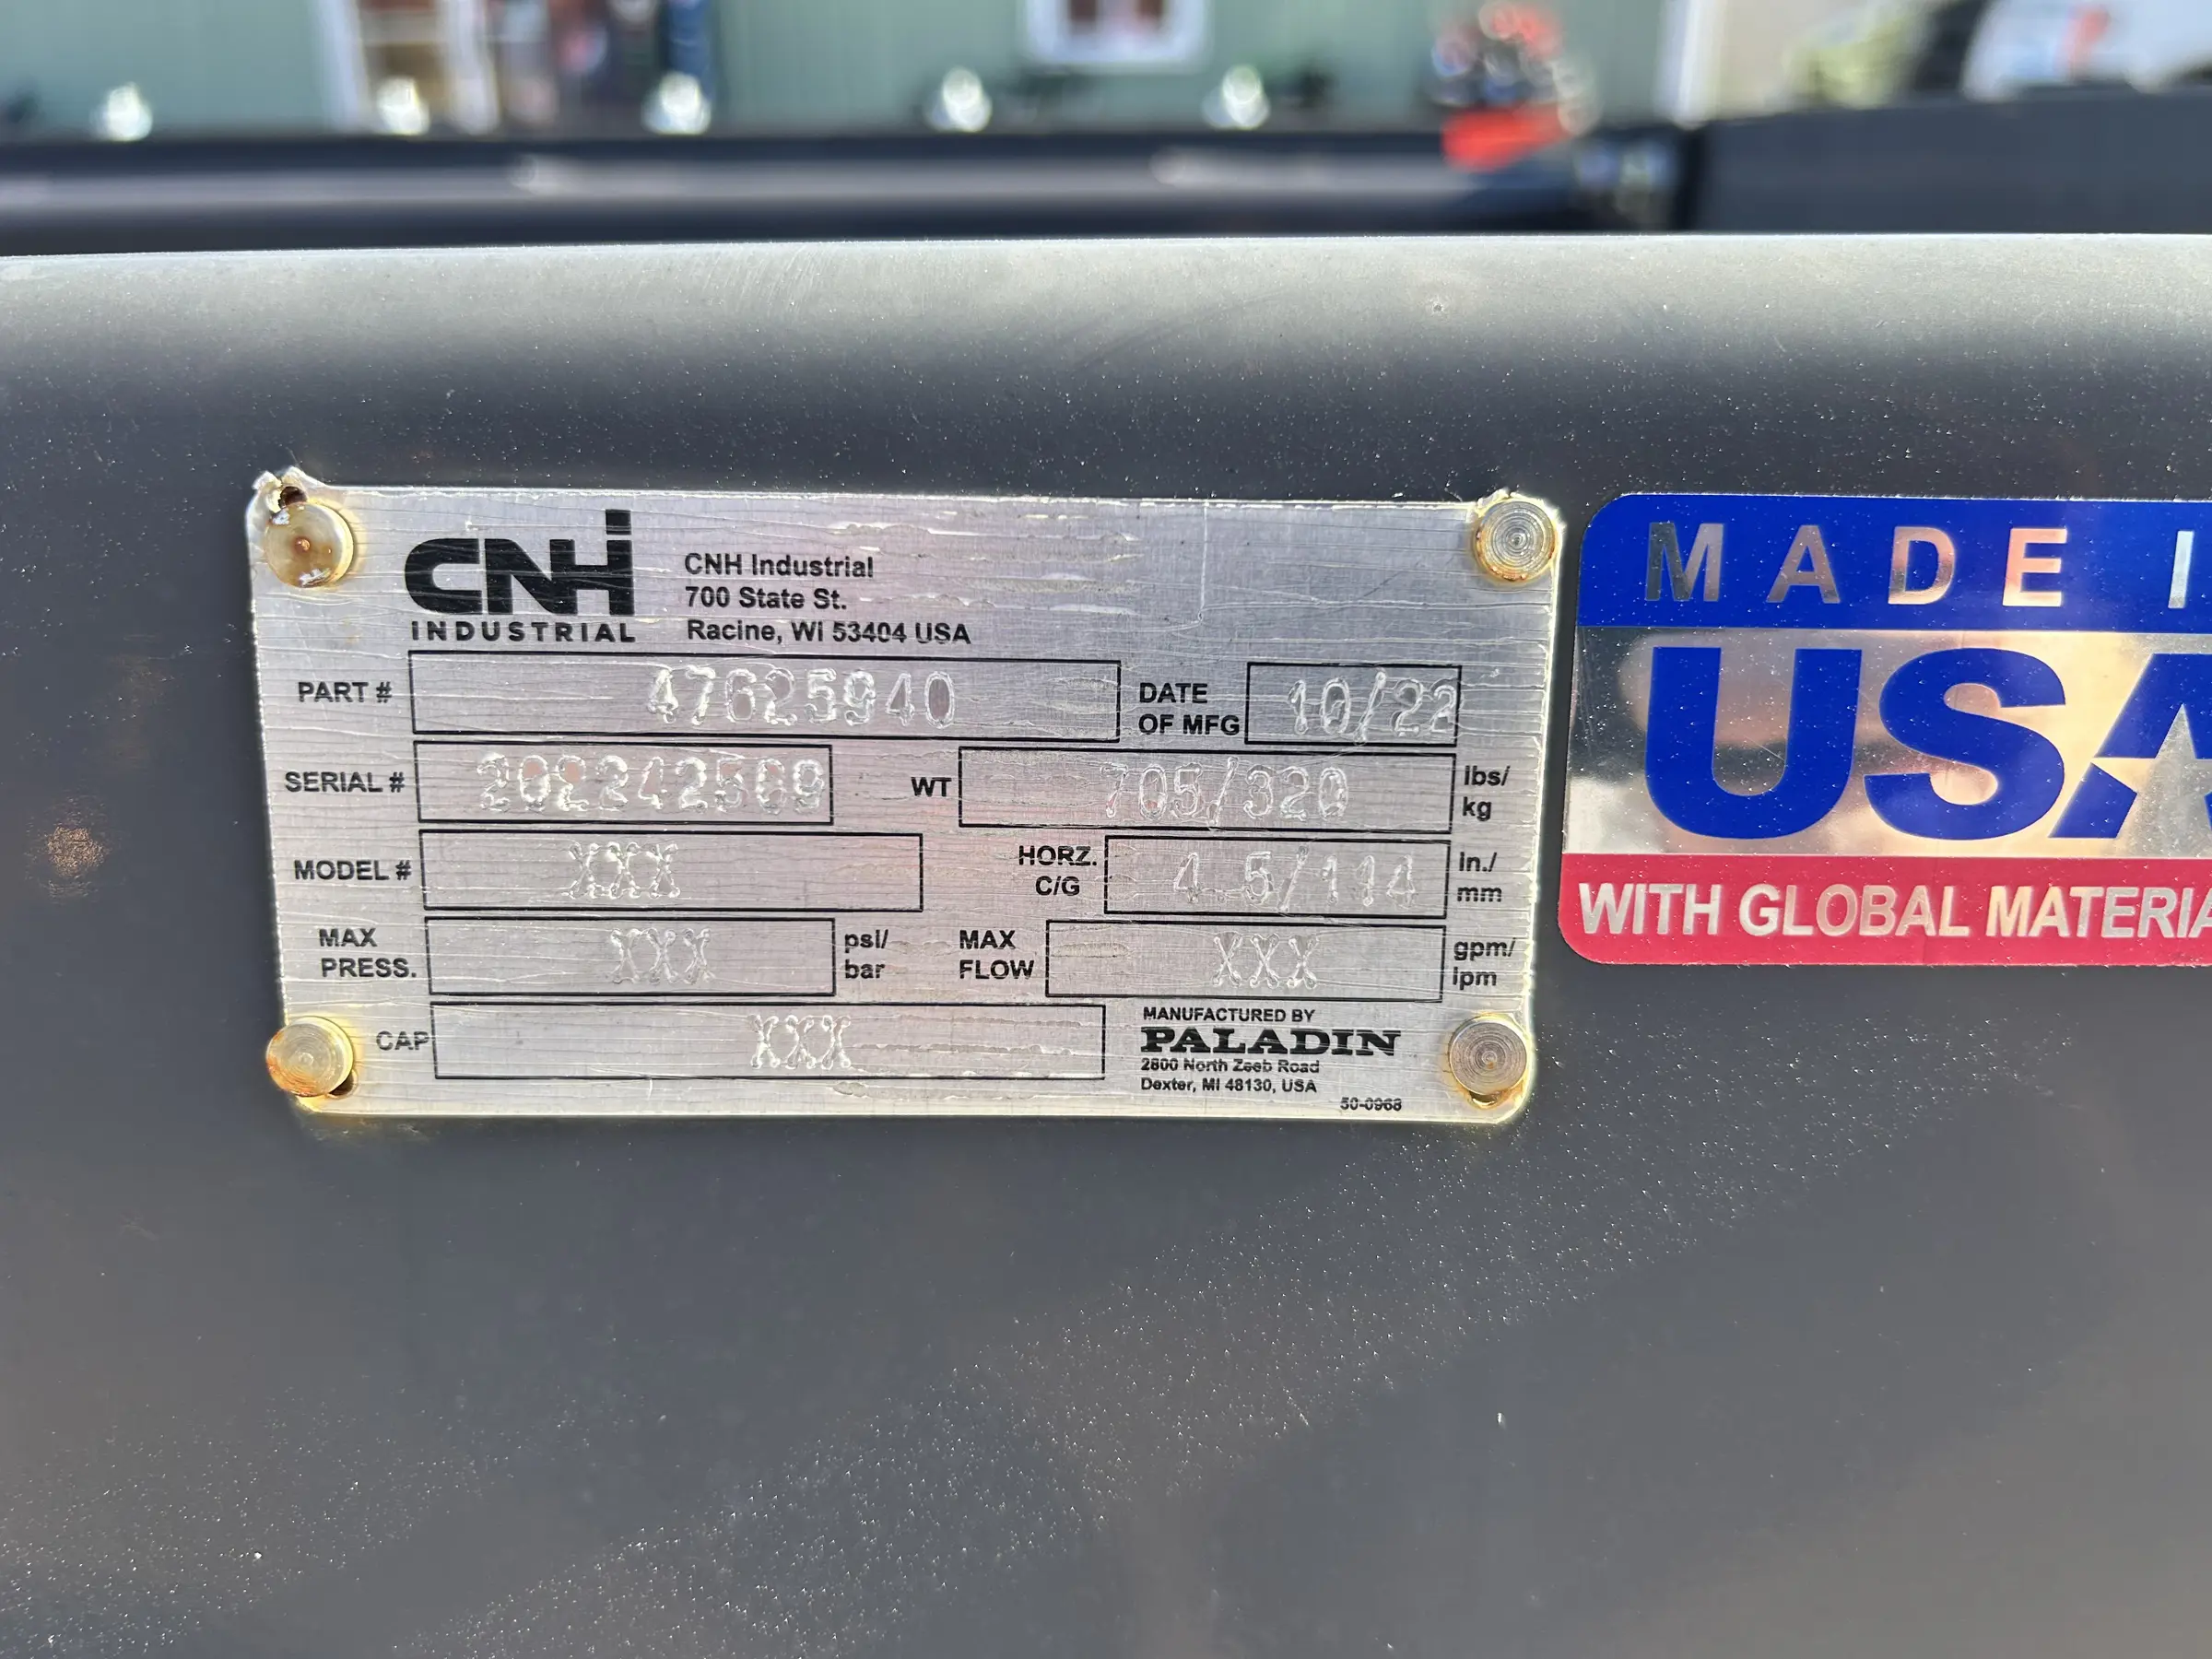 CNHi
INDUSTRIAL
CNH Industrial
700 State St.
Racine, WI 53404 USA
PART # 47625940
DATE OF MFG 10/22
SERIAL # 202242569
WT 705/320 lbs/kg
MODEL # XXX
HORZ. C/G 4.5/114 in./mm
MAX PRESS. XXX psi/bar
MAX FLOW XXX gpm/lpm
CAP XXX
MANUFACTURED BY
PALADIN
2800 North Zeeb Road
Dexter, MI 48130, USA
50-0968
MADE I
USA
WITH GLOBAL MATERIA